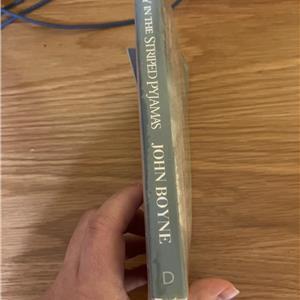 Y IN THE STRIPED PYJAMAS JOHN BOYNE D